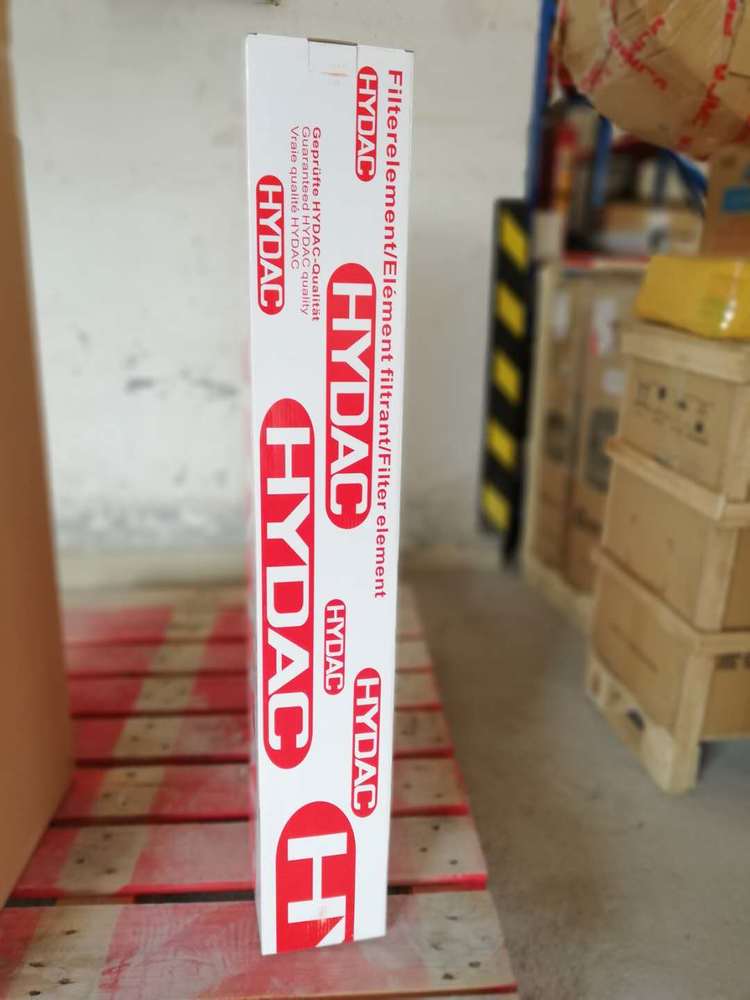 Filterelement/Elément filtrant/Filter element
HYDAC
Geprüfte HYDAC-Qualität
Guaranteed HYDAC quality
Vraie qualité HYDAC
HYDAC
HYDAC
HYDAC
HYDAC
HYDAC
H